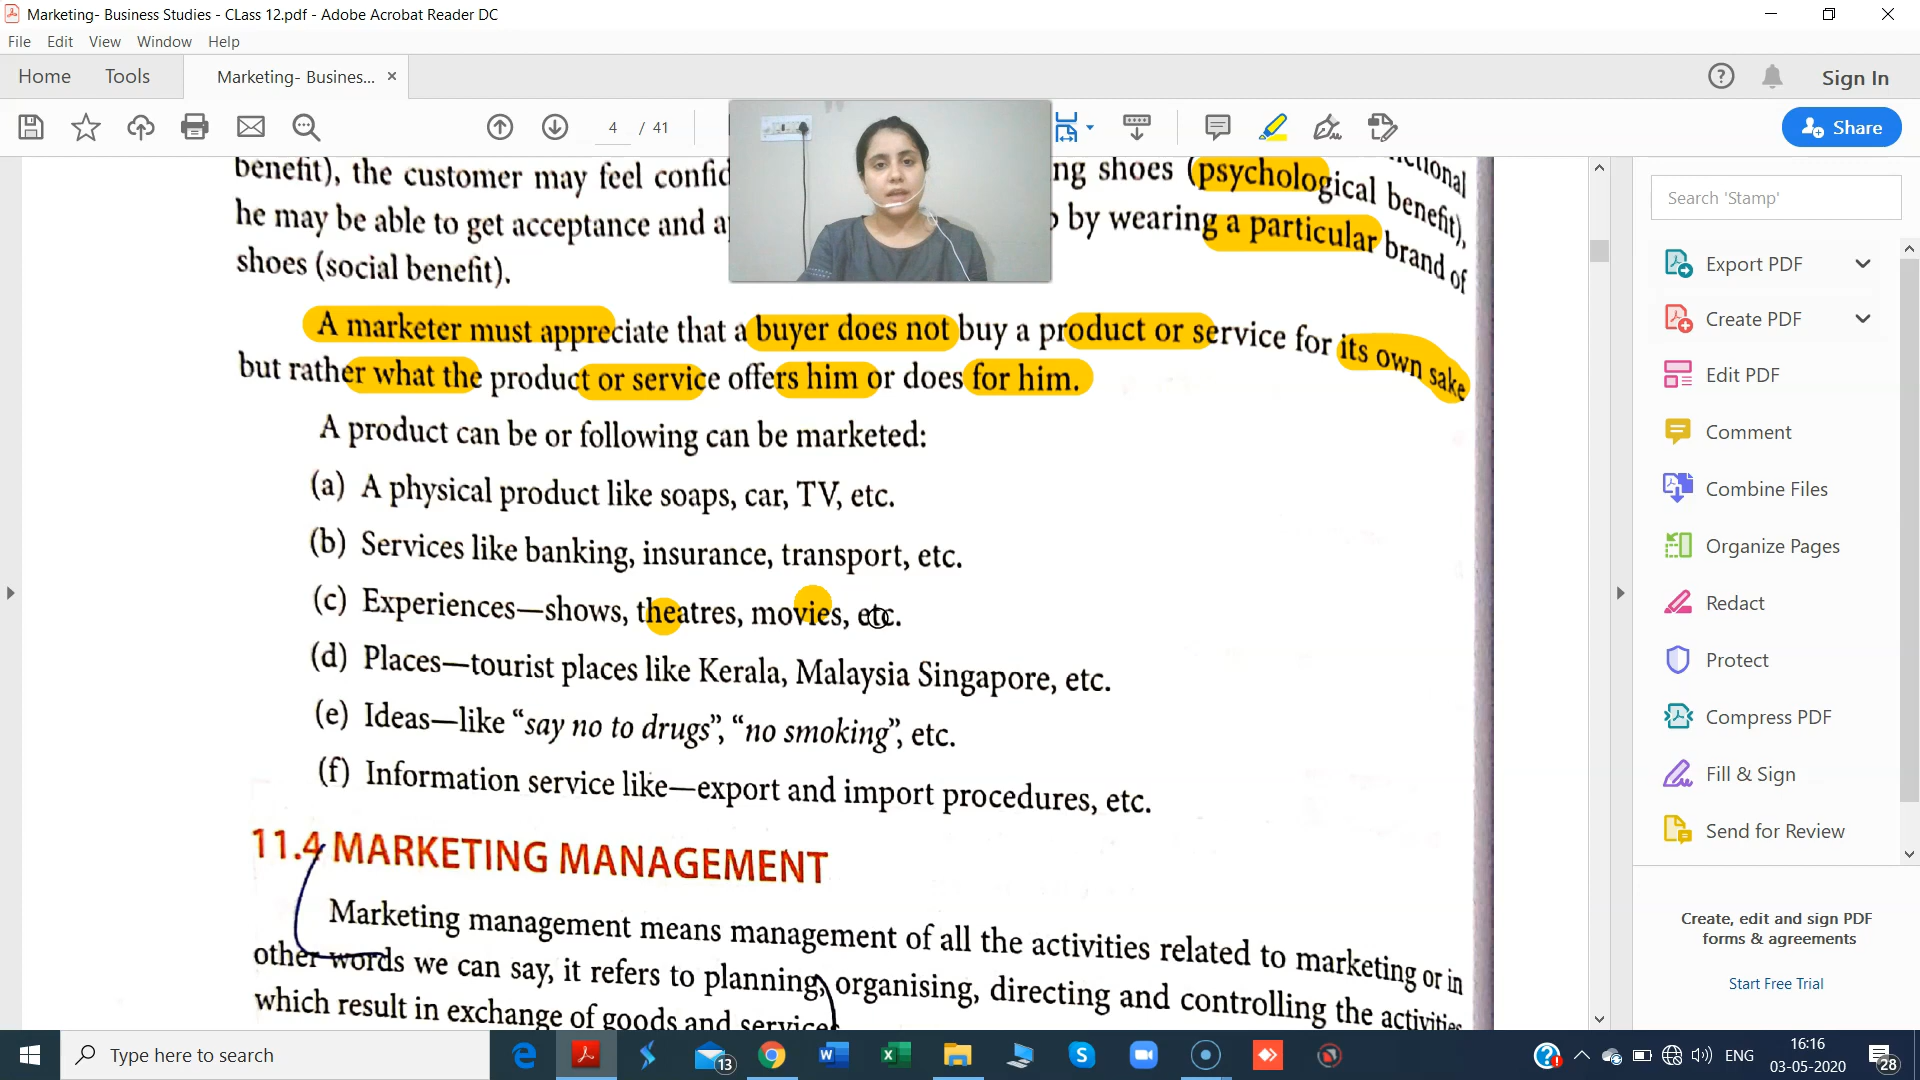 Marketing- Business Studies - CLass 12.pdf - Adobe Acrobat Reader DC
File Edit View Window Help
Home Tools Marketing- Busines... × Sign In
4 / 41 Share
benefit), the customer may feel ng shoes (psychological benefit),
he may be able to get acceptance and by wearing a particular brand of
shoes (social benefit).
A marketer must appreciate that a buyer does not buy a product or service for its own sake
but rather what the product or service offers him or does for him.
A product can be or following can be marketed:
(a) A physical product like soaps, car, TV, etc.
(b) Services like banking, insurance, transport, etc.
(c) Experiences—shows, theatres, movies, etc.
(d) Places—tourist places like Kerala, Malaysia Singapore, etc.
(e) Ideas—like “say no to drugs”, “no smoking”, etc.
(f) Information service like—export and import procedures, etc.
11.4 MARKETING MANAGEMENT
Marketing management means management of all the activities related to marketing or in
other words we can say, it refers to planning, organising, directing and controlling the activities
which result in exchange of goods and services
Search 'Stamp'
Export PDF
Create PDF
Edit PDF
Comment
Combine Files
Organize Pages
Redact
Protect
Compress PDF
Fill & Sign
Send for Review
Create, edit and sign PDF
forms & agreements
Start Free Trial
Type here to search
13
ENG
16:16
03-05-2020
28